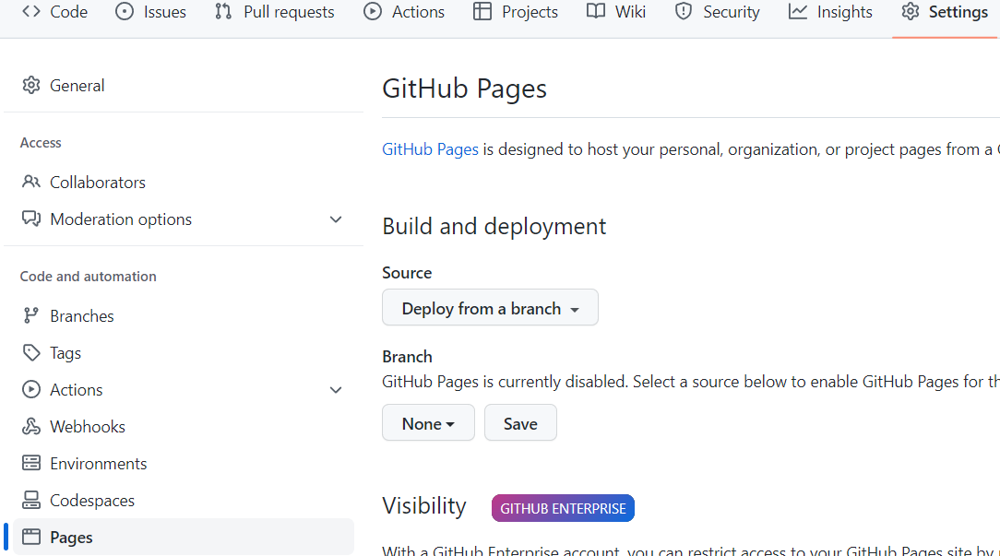 Code Issues Pull requests Actions Projects Wiki Security Insights Settings
General
Access
Collaborators
Moderation options
Code and automation
Branches
Tags
Actions
Webhooks
Environments
Codespaces
Pages
GitHub Pages
GitHub Pages is designed to host your personal, organization, or project pages from a
Build and deployment
Source
Deploy from a branch
Branch
GitHub Pages is currently disabled. Select a source below to enable GitHub Pages for th
None Save
Visibility GITHUB ENTERPRISE
With a GitHub Enterprise account, you can restrict access to your GitHub Pages site by